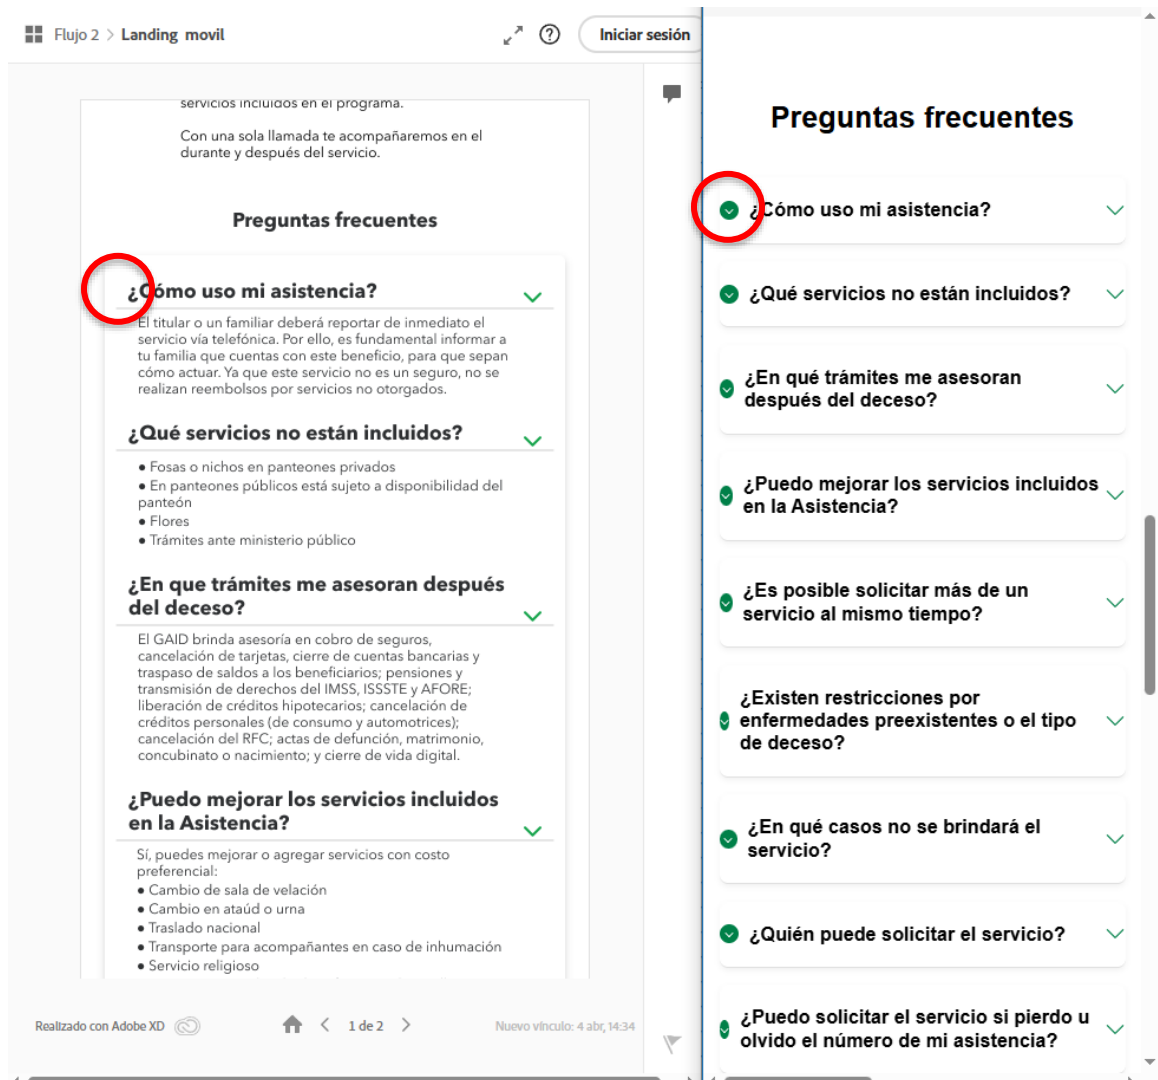 Flujo 2 > Landing movil
Iniciar sesión
servicios incluidos en el programa.
Con una sola llamada te acompañaremos en el
durante y después del servicio.
Preguntas frecuentes
¿Cómo uso mi asistencia?
El titular o un familiar deberá reportar de inmediato el
servicio vía telefónica. Por ello, es fundamental informar a
tu familia que cuentas con este beneficio, para que sepan
cómo actuar. Ya que este servicio no es un seguro, no se
realizan reembolsos por servicios no otorgados.
¿Qué servicios no están incluidos?
● Fosas o nichos en panteones privados
● En panteones públicos está sujeto a disponibilidad del
panteón
● Flores
● Trámites ante ministerio público
¿En que trámites me asesoran después
del deceso?
El GAID brinda asesoría en cobro de seguros,
cancelación de tarjetas, cierre de cuentas bancarias y
traspaso de saldos a los beneficiarios; pensiones y
transmisión de derechos del IMSS, ISSSTE y AFORE;
liberación de créditos hipotecarios; cancelación de
créditos personales (de consumo y automotrices);
cancelación del RFC; actas de defunción, matrimonio,
concubinato o nacimiento; y cierre de vida digital.
¿Puedo mejorar los servicios incluidos
en la Asistencia?
Sí, puedes mejorar o agregar servicios con costo
preferencial:
● Cambio de sala de velación
● Cambio en ataúd o urna
● Traslado nacional
● Transporte para acompañantes en caso de inhumación
● Servicio religioso
Realizado con Adobe XD
1 de 2
Nuevo vínculo: 4 abr, 14:34
Preguntas frecuentes
¿Cómo uso mi asistencia?
¿Qué servicios no están incluidos?
¿En qué trámites me asesoran
después del deceso?
¿Puedo mejorar los servicios incluidos
en la Asistencia?
¿Es posible solicitar más de un
servicio al mismo tiempo?
¿Existen restricciones por
enfermedades preexistentes o el tipo
de deceso?
¿En qué casos no se brindará el
servicio?
¿Quién puede solicitar el servicio?
¿Puedo solicitar el servicio si pierdo u
olvido el número de mi asistencia?